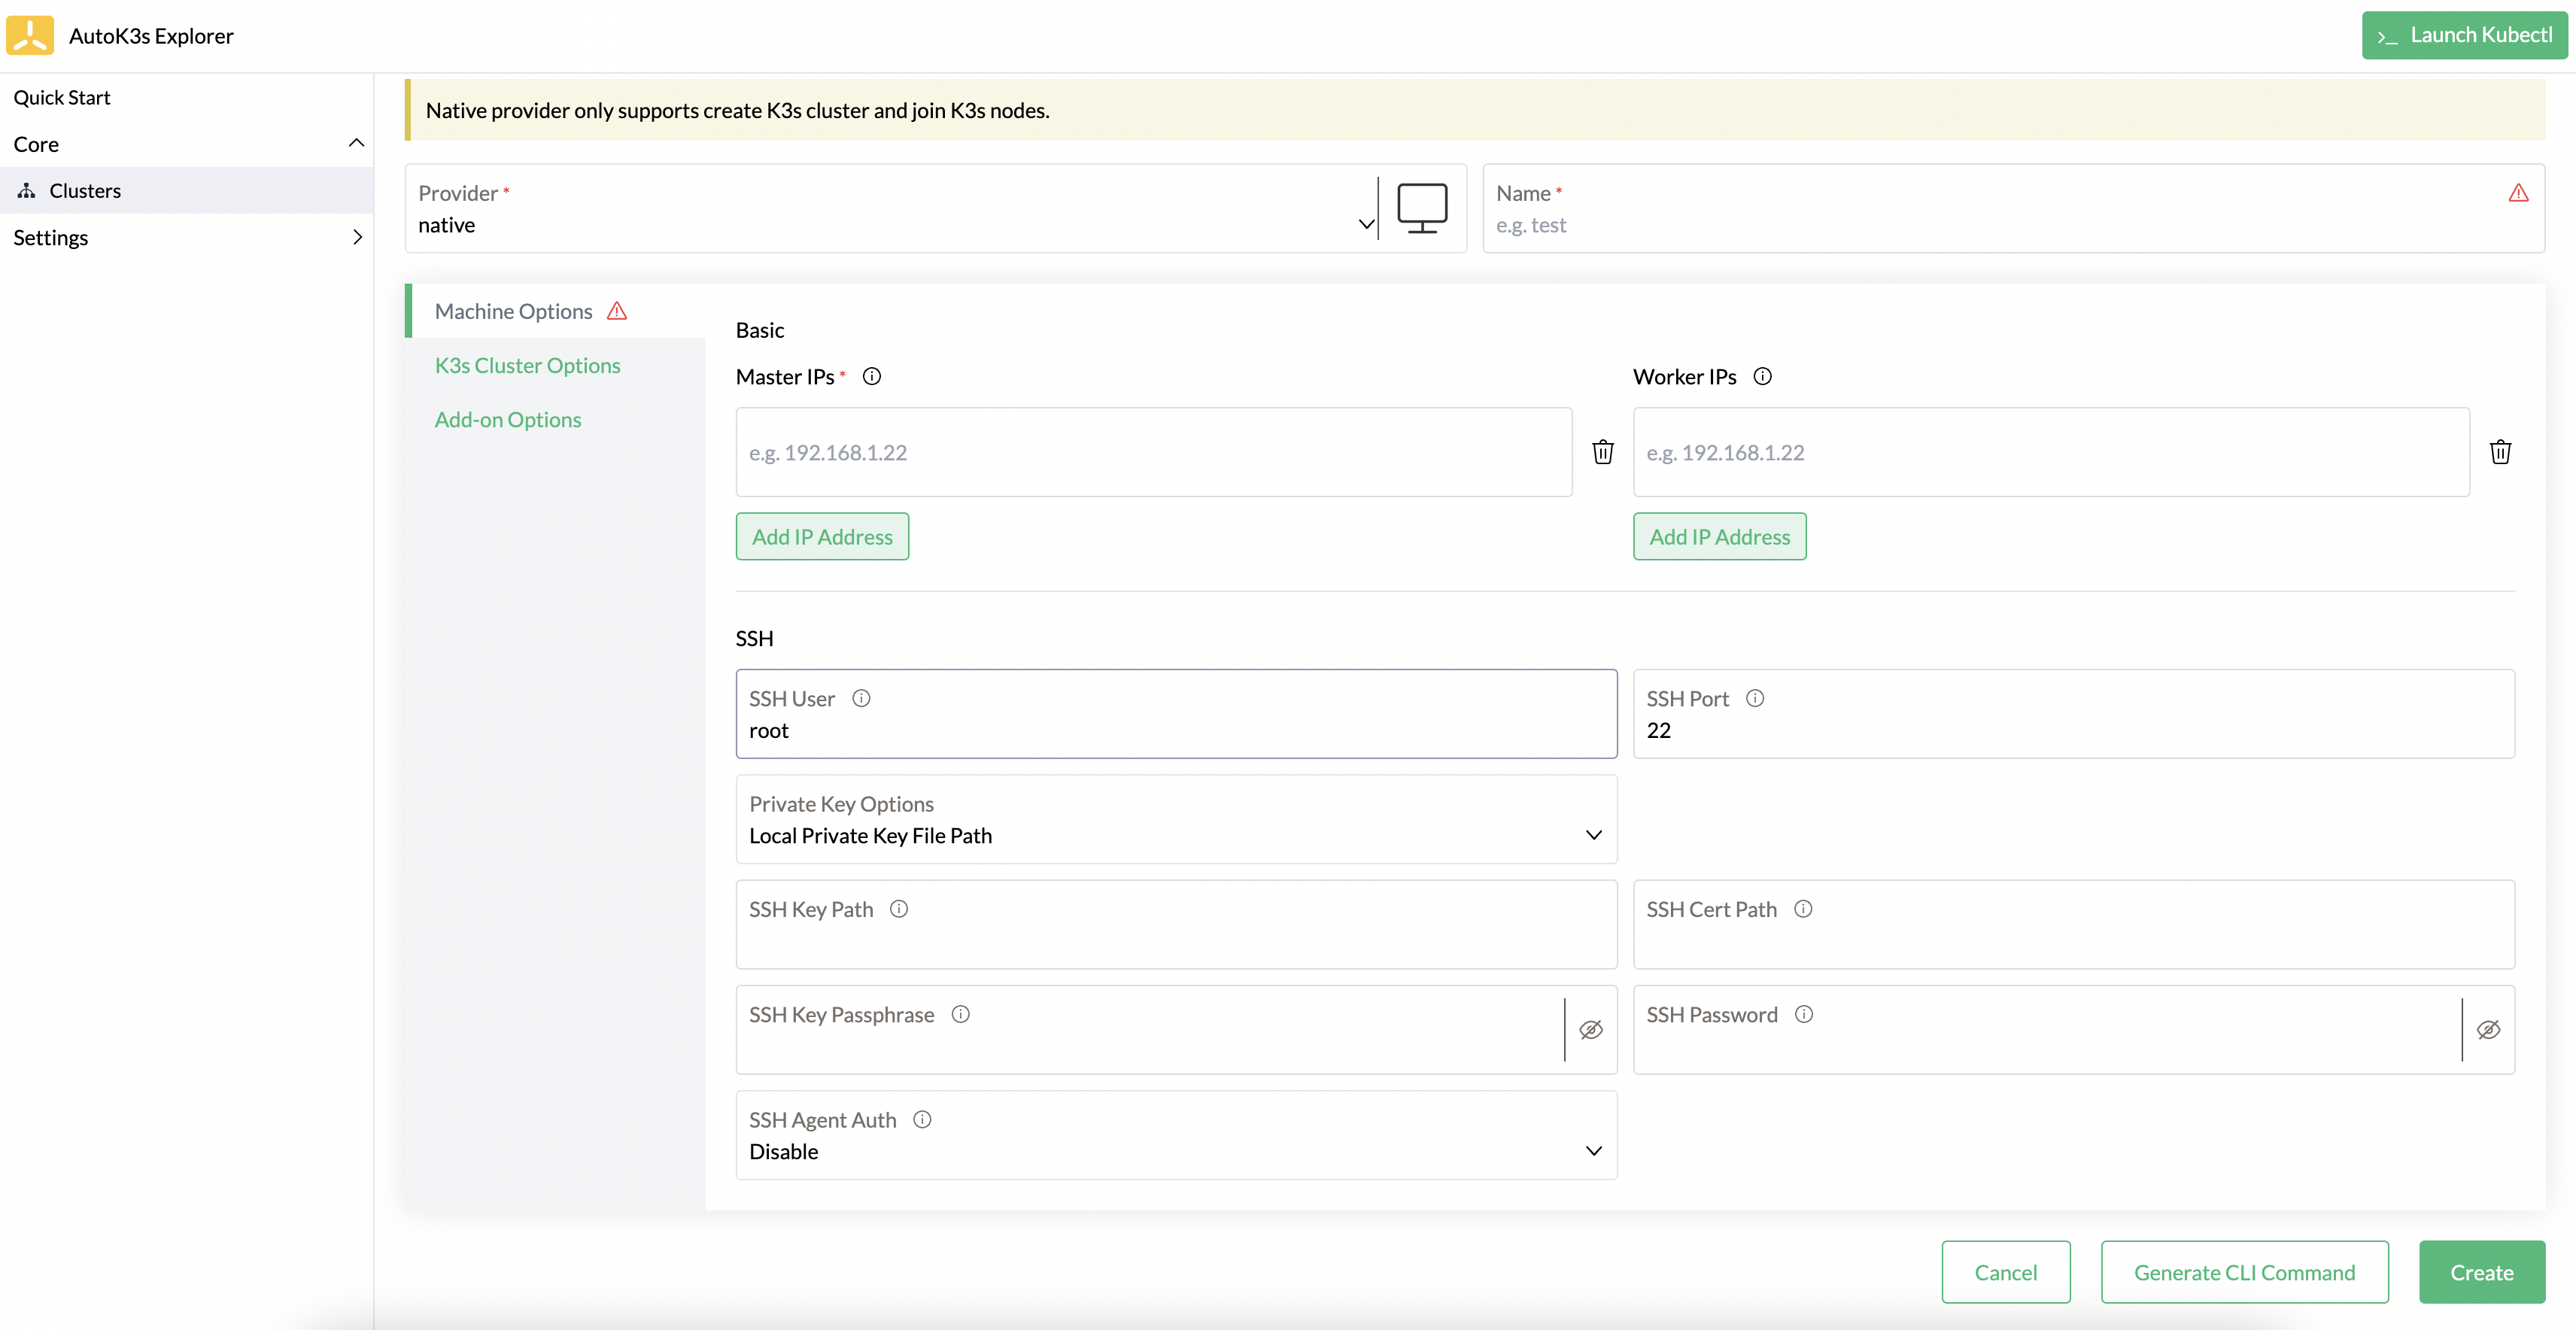 AutoK3s Explorer
>_ Launch Kubectl
Quick Start
Core
Clusters
Settings
Native provider only supports create K3s cluster and join K3s nodes.
Provider *
native
Name *
e.g. test
Machine Options
K3s Cluster Options
Add-on Options
Basic
Master IPs *
e.g. 192.168.1.22
Add IP Address
Worker IPs
e.g. 192.168.1.22
Add IP Address
SSH
SSH User
root
SSH Port
22
Private Key Options
Local Private Key File Path
SSH Key Path
SSH Cert Path
SSH Key Passphrase
SSH Password
SSH Agent Auth
Disable
Cancel
Generate CLI Command
Create